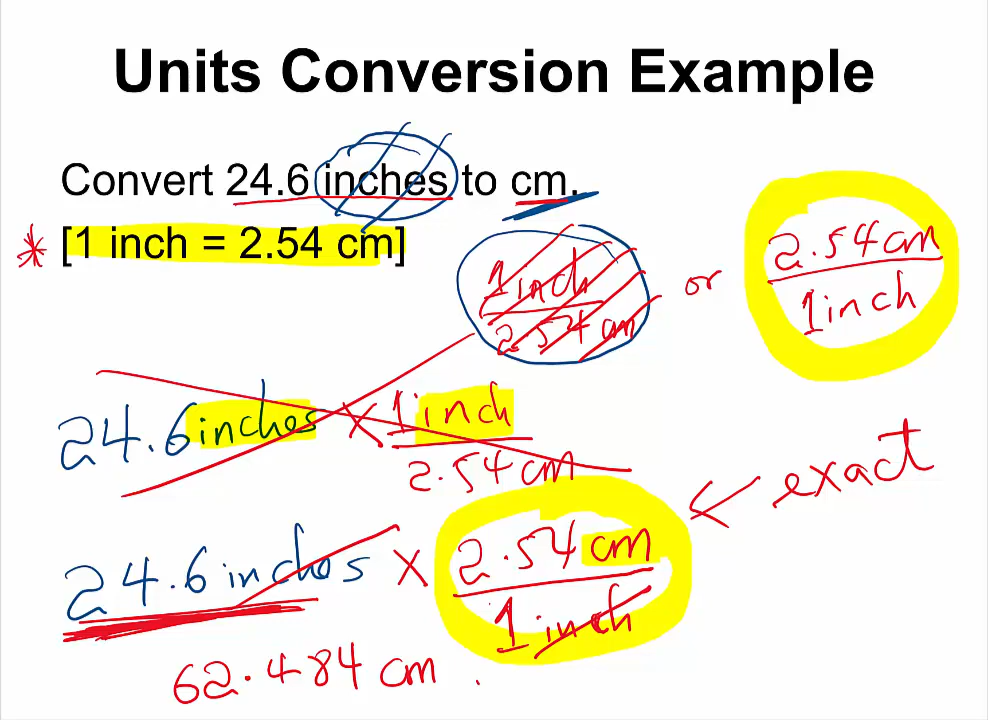 Units Conversion Example
Convert 24.6 inches to cm.
* [1 inch = 2.54 cm]
1 inch
2.54 cm
or
2.54 cm
1 inch
24.6 inches × 1 inch
2.54 cm
← exact
24.6 inches × 2.54 cm
1 inch
62.484 cm.